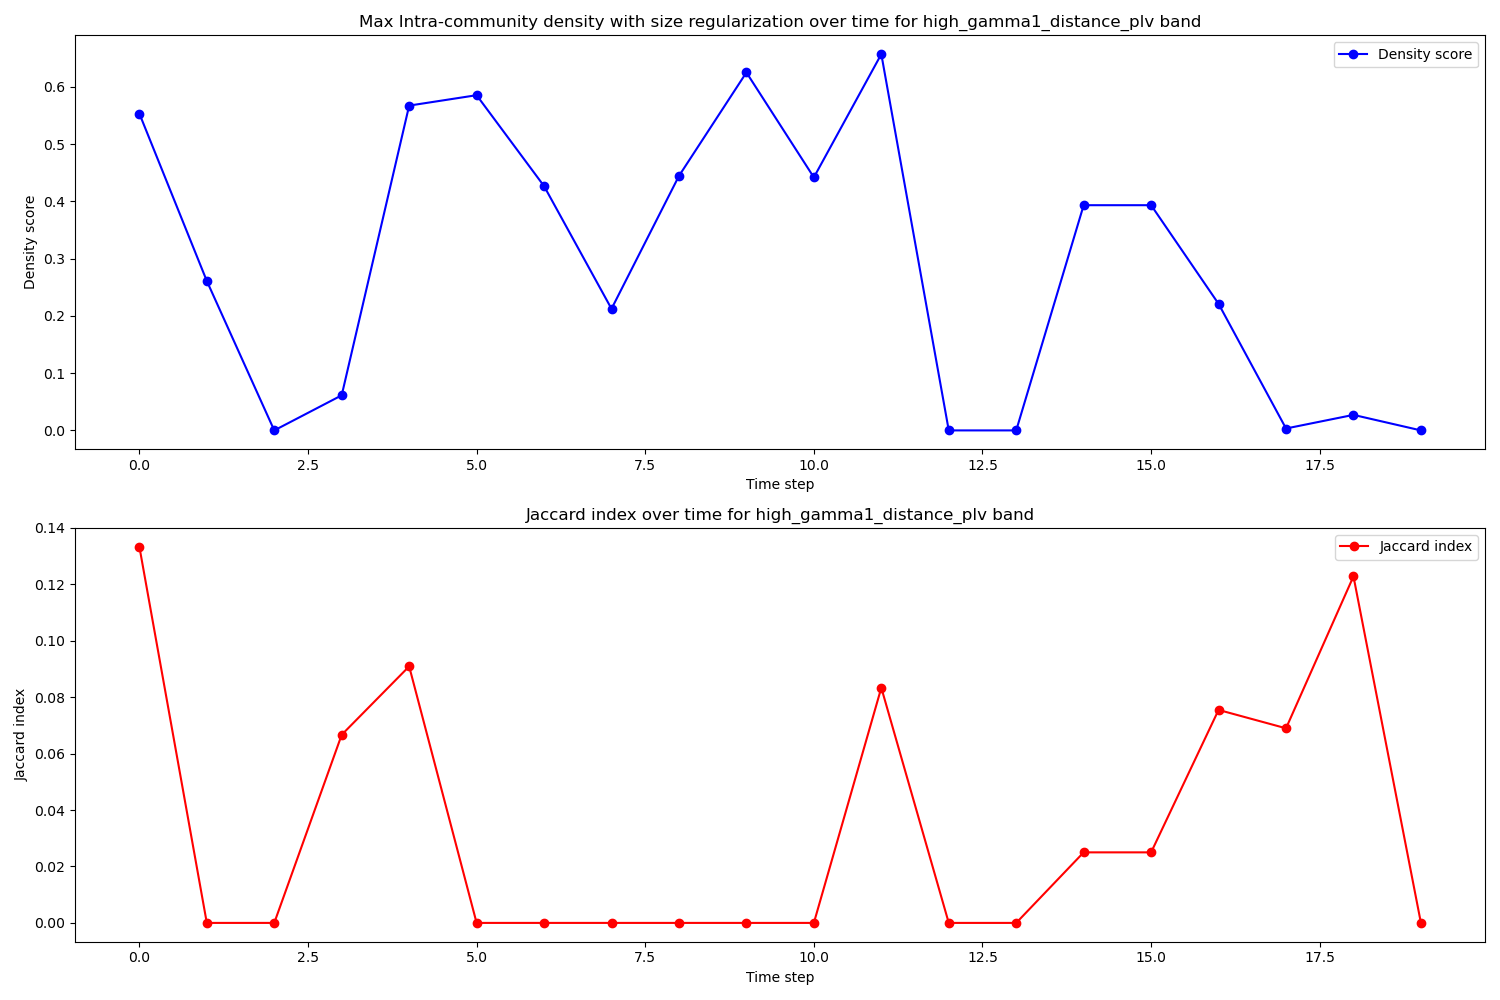 Max Intra-community density with size regularization over time for high_gamma1_distance_plv band
Density score
0.6
0.5
0.4
0.3
0.2
0.1
0.0
Density score
0.0 2.5 5.0 7.5 10.0 12.5 15.0 17.5
Time step
Jaccard index over time for high_gamma1_distance_plv band
Jaccard index
0.14
0.12
0.10
0.08
0.06
0.04
0.02
0.00
Jaccard index
0.0 2.5 5.0 7.5 10.0 12.5 15.0 17.5
Time step